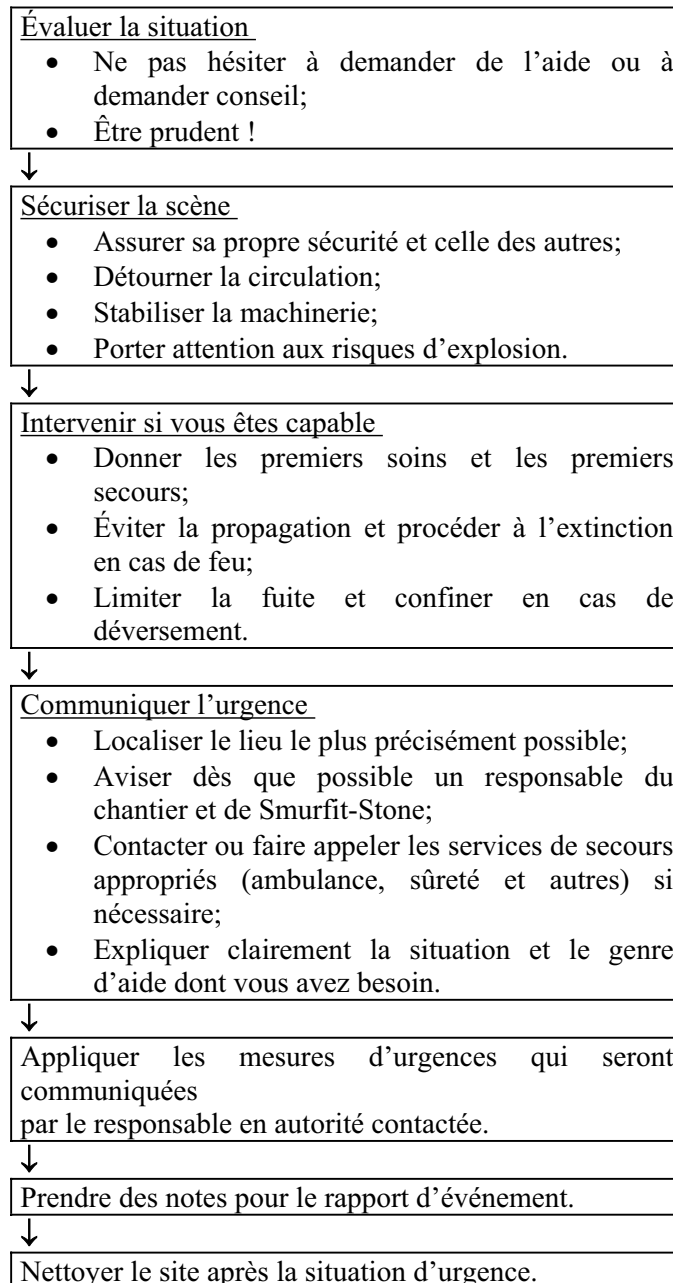 Évaluer la situation
• Ne pas hésiter à demander de l’aide ou à
demander conseil;
• Être prudent !
↓
Sécuriser la scène
• Assurer sa propre sécurité et celle des autres;
• Détourner la circulation;
• Stabiliser la machinerie;
• Porter attention aux risques d’explosion.
↓
Intervenir si vous êtes capable
• Donner les premiers soins et les premiers
secours;
• Éviter la propagation et procéder à l’extinction
en cas de feu;
• Limiter la fuite et confiner en cas de
déversement.
↓
Communiquer l’urgence
• Localiser le lieu le plus précisément possible;
• Aviser dès que possible un responsable du
chantier et de Smurfit-Stone;
• Contacter ou faire appeler les services de secours
appropriés (ambulance, sûreté et autres) si
nécessaire;
• Expliquer clairement la situation et le genre
d’aide dont vous avez besoin.
↓
Appliquer les mesures d’urgences qui seront
communiquées
par le responsable en autorité contactée.
↓
Prendre des notes pour le rapport d’événement.
↓
Nettoyer le site après la situation d’urgence.